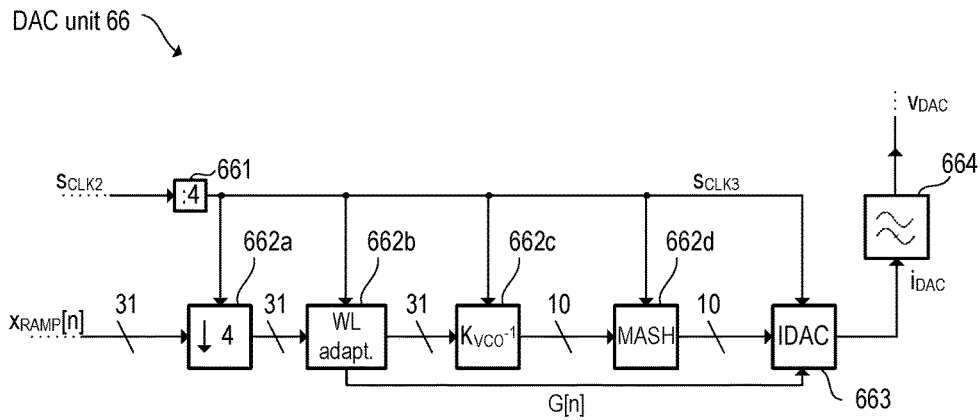 DAC unit 66
VDAC
661
664
SCLK2
:4
SCLK3
662a
662b
662c
662d
iDAC
31
31
31
10
10
xRAMP[n]
↓ 4
WL
adapt.
KVCO-1
MASH
IDAC
G[n]
663